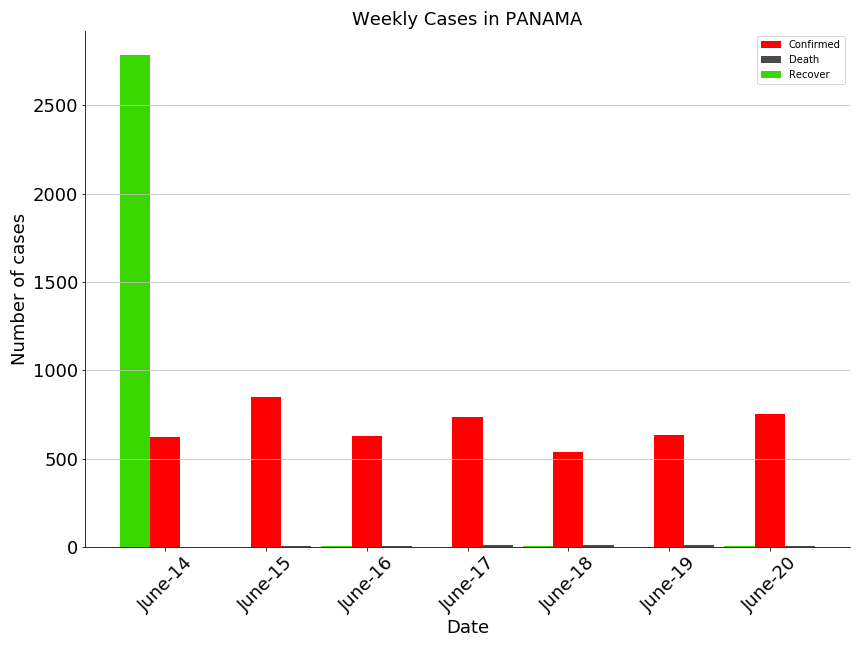 Weekly Cases in PANAMA
Confirmed
Death
Recover
Number of cases
2500
2000
1500
1000
500
0
June-14
June-15
June-16
June-17
June-18
June-19
June-20
Date